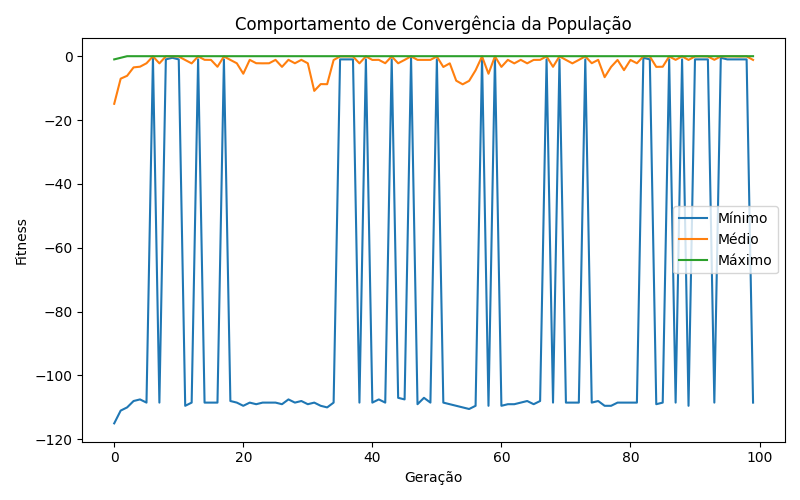 Comportamento de Convergência da População
Fitness
0
−20
−40
−60
−80
−100
−120
0
20
40
60
80
100
Geração
Mínimo
Médio
Máximo